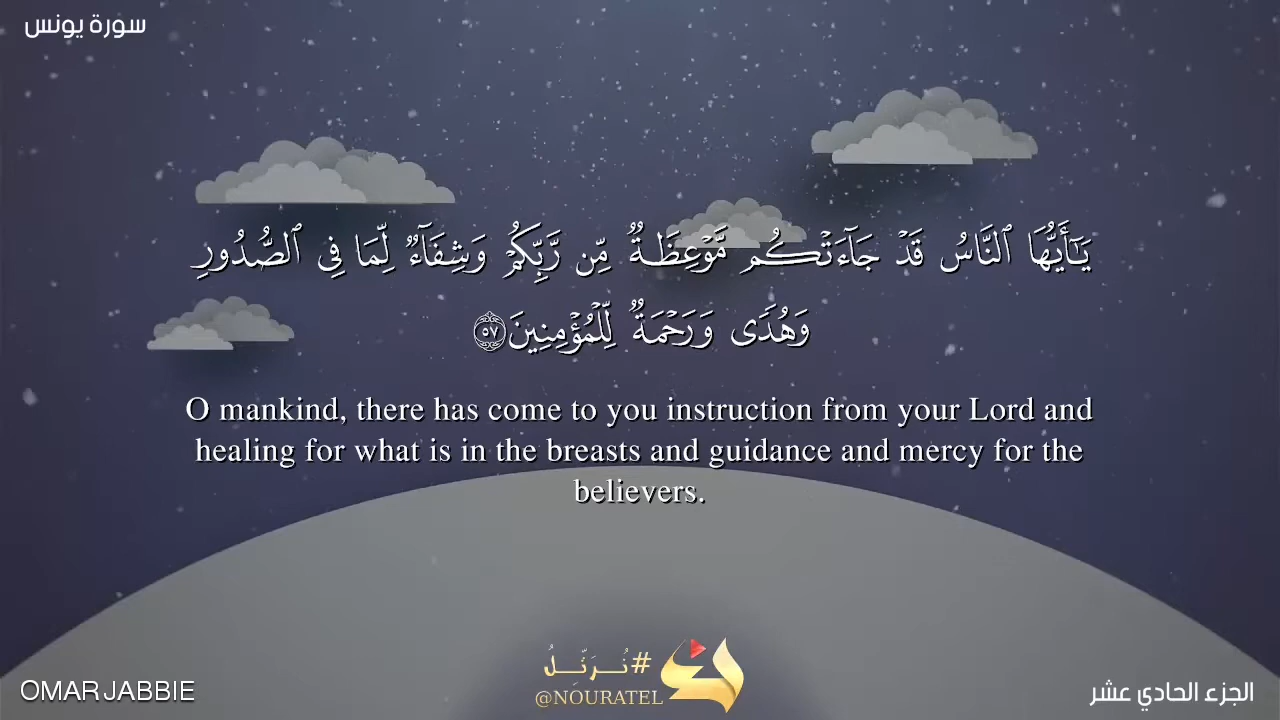 سورة يونس
يَـٰٓأَيُّهَا ٱلنَّاسُ قَدْ جَآءَتْكُم مَّوْعِظَةٌ مِّن رَّبِّكُمْ وَشِفَآءٌ لِّمَا فِى ٱلصُّدُورِ
وَهُدًى وَرَحْمَةٌ لِّلْمُؤْمِنِينَ ٥٧
O mankind, there has come to you instruction from your Lord and
healing for what is in the breasts and guidance and mercy for the
believers.
#نُرَتِّلُ
@NOURATEL
OMAR JABBIE
الجزء الحادي عشر